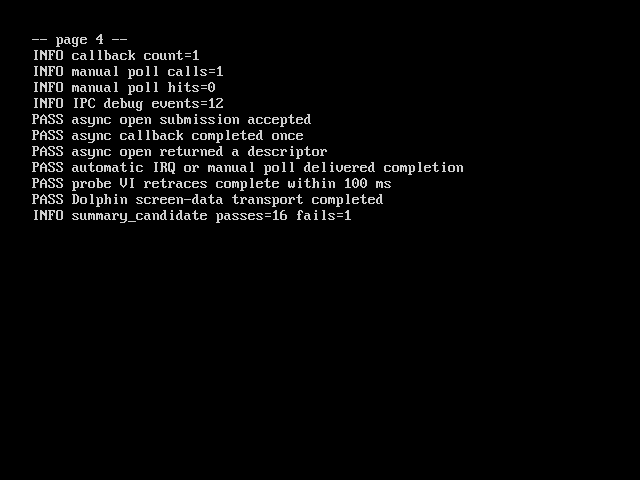 -- page 4 --
INFO callback count=1
INFO manual poll calls=1
INFO manual poll hits=0
INFO IPC debug events=12
PASS async open submission accepted
PASS async callback completed once
PASS async open returned a descriptor
PASS automatic IRQ or manual poll delivered completion
PASS probe VI retraces complete within 100 ms
PASS Dolphin screen-data transport completed
INFO summary_candidate passes=16 fails=1